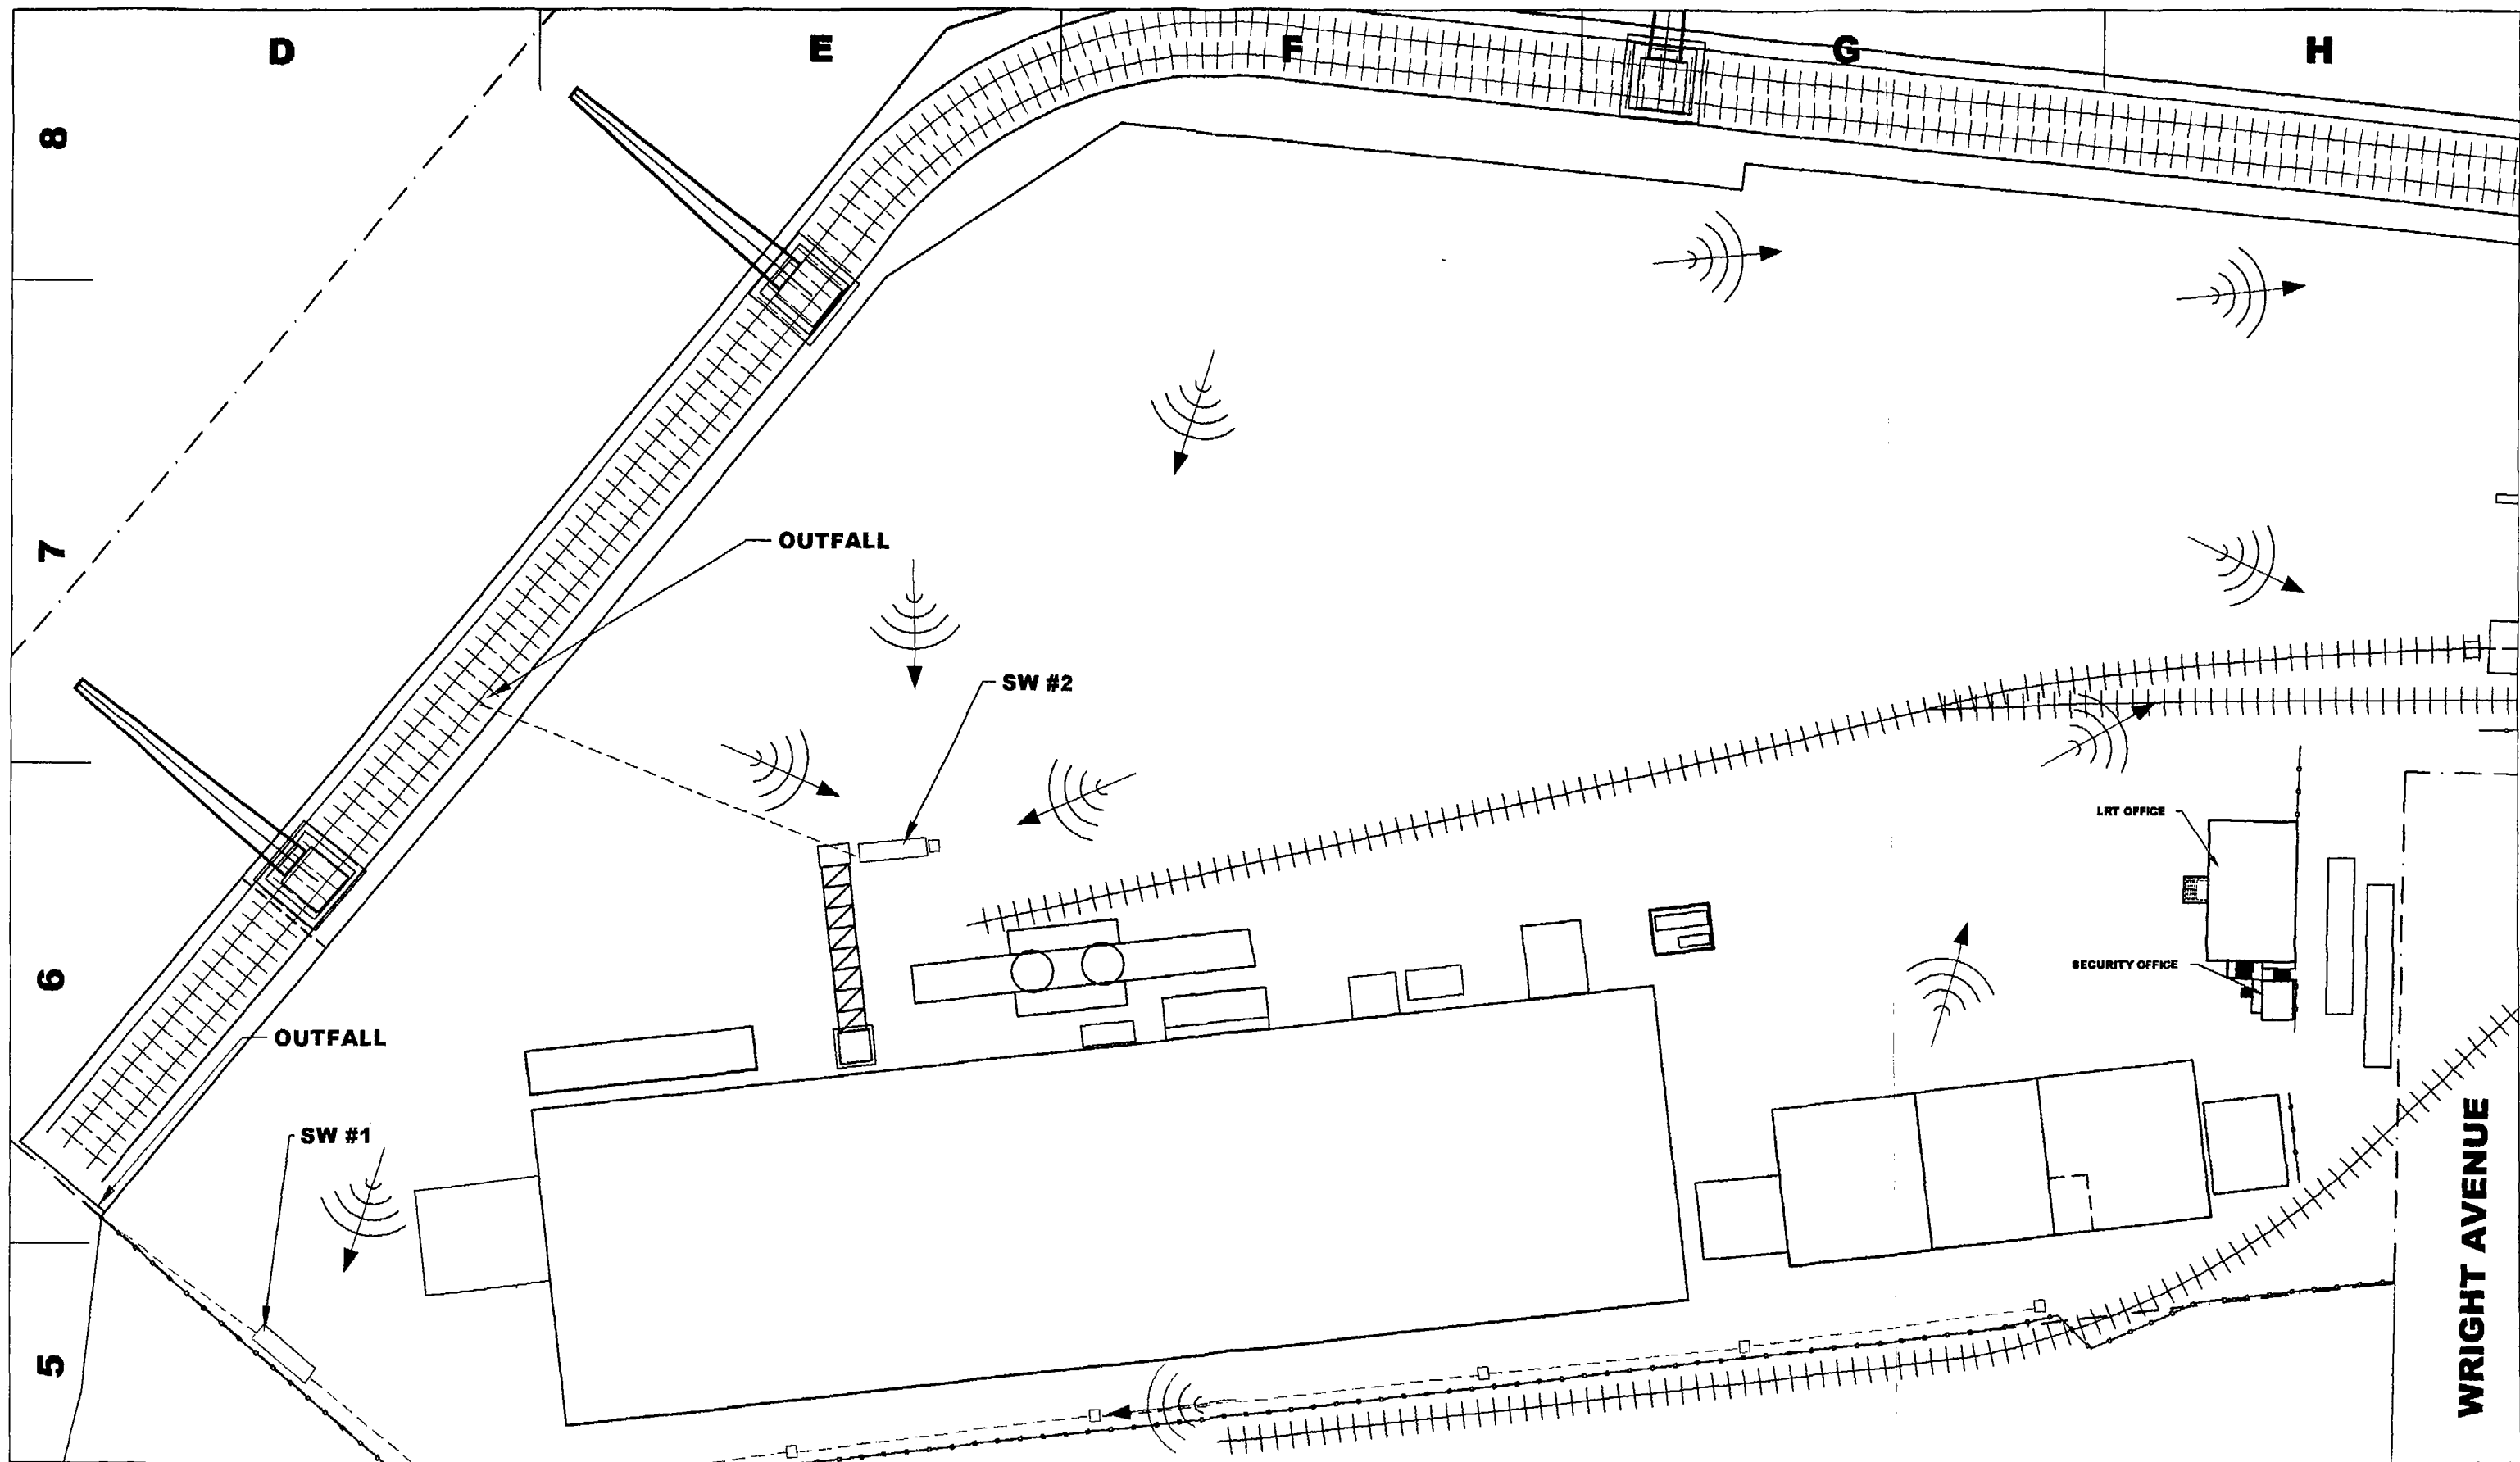 D
E
F
G
H
8
7
OUTFALL
SW #2
LRT OFFICE
6
SECURITY OFFICE
OUTFALL
SW #1
WRIGHT AVENUE
5